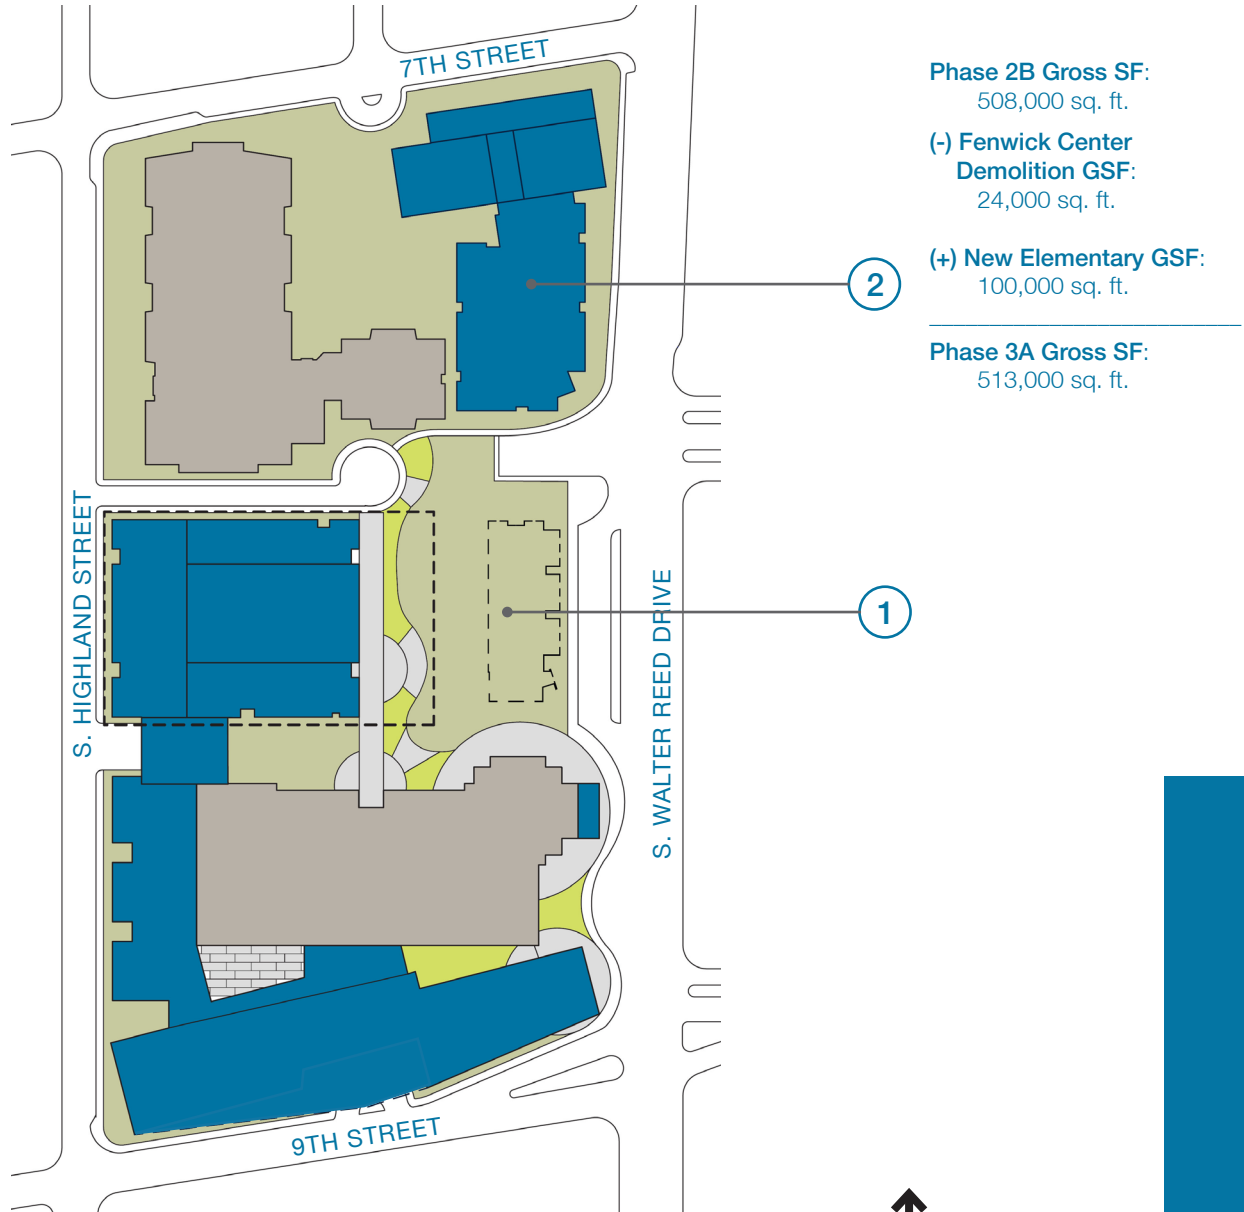 7TH STREET
Phase 2B Gross SF:
508,000 sq. ft.
(-) Fenwick Center
Demolition GSF:
24,000 sq. ft.
(+) New Elementary GSF:
100,000 sq. ft.
Phase 3A Gross SF:
513,000 sq. ft.
2
1
S. HIGHLAND STREET
S. WALTER REED DRIVE
9TH STREET